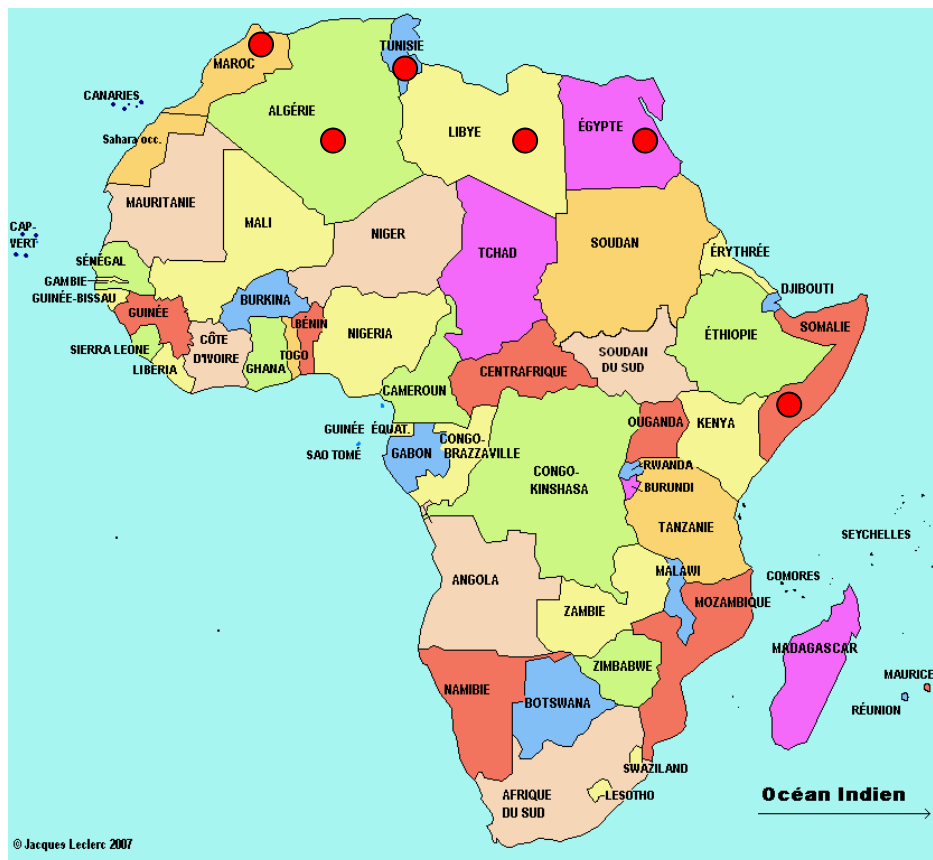 TUNISIE
MAROC
CANARIES
ALGÉRIE
LIBYE
ÉGYPTE
Sahara occ.
MAURITANIE
MALI
NIGER
TCHAD
SOUDAN
CAP-
VERT
ÉRYTHRÉE
SÉNÉGAL
GAMBIE
GUINÉE-BISSAU
DJIBOUTI
BURKINA
GUINÉE
BÉNIN
NIGERIA
SOMALIE
ÉTHIOPIE
CÔTE
D'IVOIRE
SIERRA LEONE
LIBERIA
GHANA
TOGO
SOUDAN
DU SUD
CENTRAFRIQUE
CAMEROUN
OUGANDA
KENYA
GUINÉE ÉQUAT.
SAO TOMÉ
GABON
CONGO-
BRAZZAVILLE
RWANDA
BURUNDI
CONGO-
KINSHASA
TANZANIE
SEYCHELLES
MALAWI
COMORES
ANGOLA
MOZAMBIQUE
ZAMBIE
MADAGASCAR
ZIMBABWE
MAURICE
NAMIBIE
BOTSWANA
RÉUNION
SWAZILAND
LESOTHO
AFRIQUE
DU SUD
Océan Indien
© Jacques Leclerc 2007